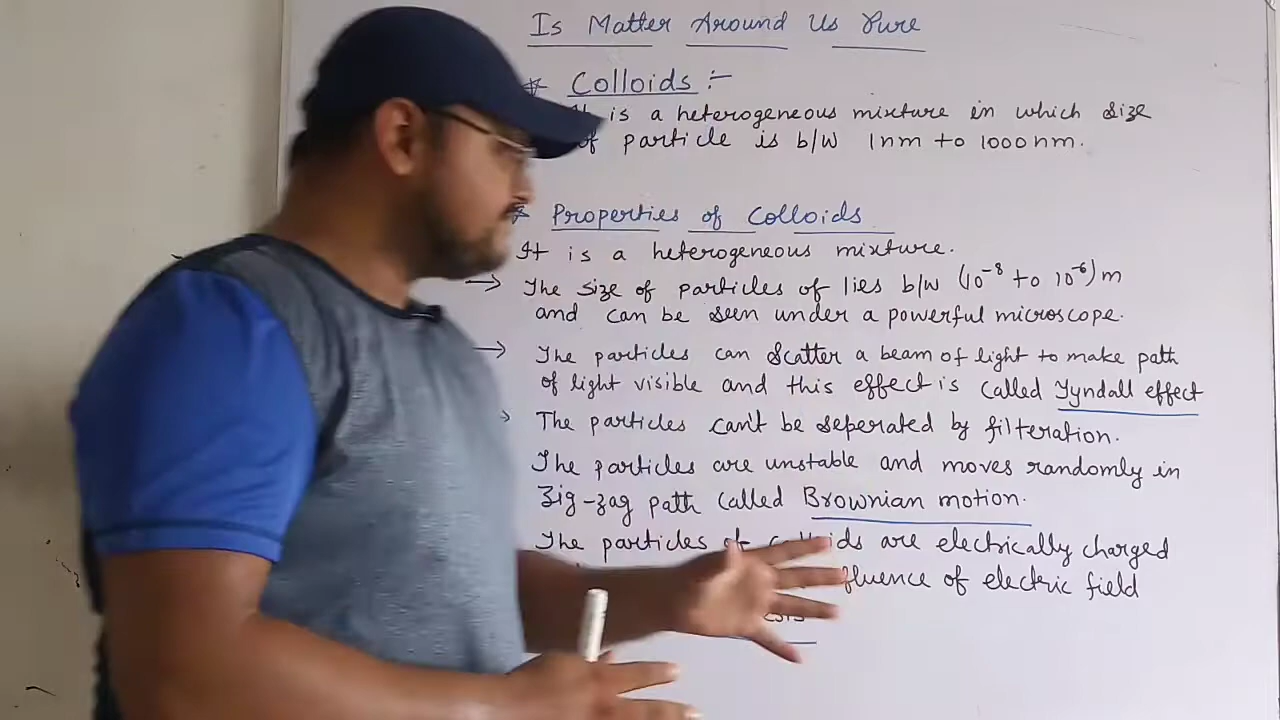 Is Matter Around Us Pure
* Colloids :-
It is a heterogeneous mixture in which size
of particle is b/w 1nm to 1000nm.
* Properties of Colloids
It is a heterogeneous mixture.
→ The size of particles of lies b/w (10⁻⁸ to 10⁻⁶)m
and can be seen under a powerful microscope.
→ The particles can scatter a beam of light to make path
of light visible and this effect is called Tyndall effect
→ The particles can't be seperated by filteration.
The particles are unstable and moves randomly in
zig-zag path called Brownian motion.
The particles of colloids are electrically charged
of electric field